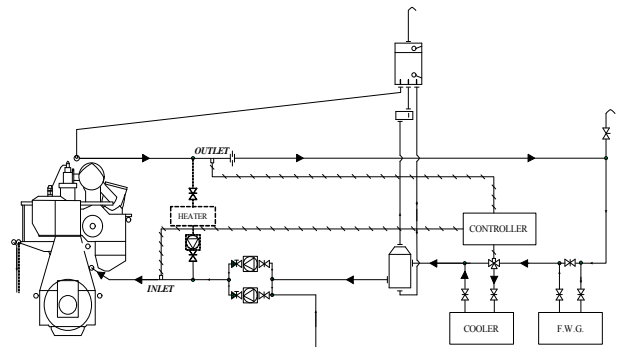 OUTLET
HEATER
CONTROLLER
INLET
COOLER
F.W.G.